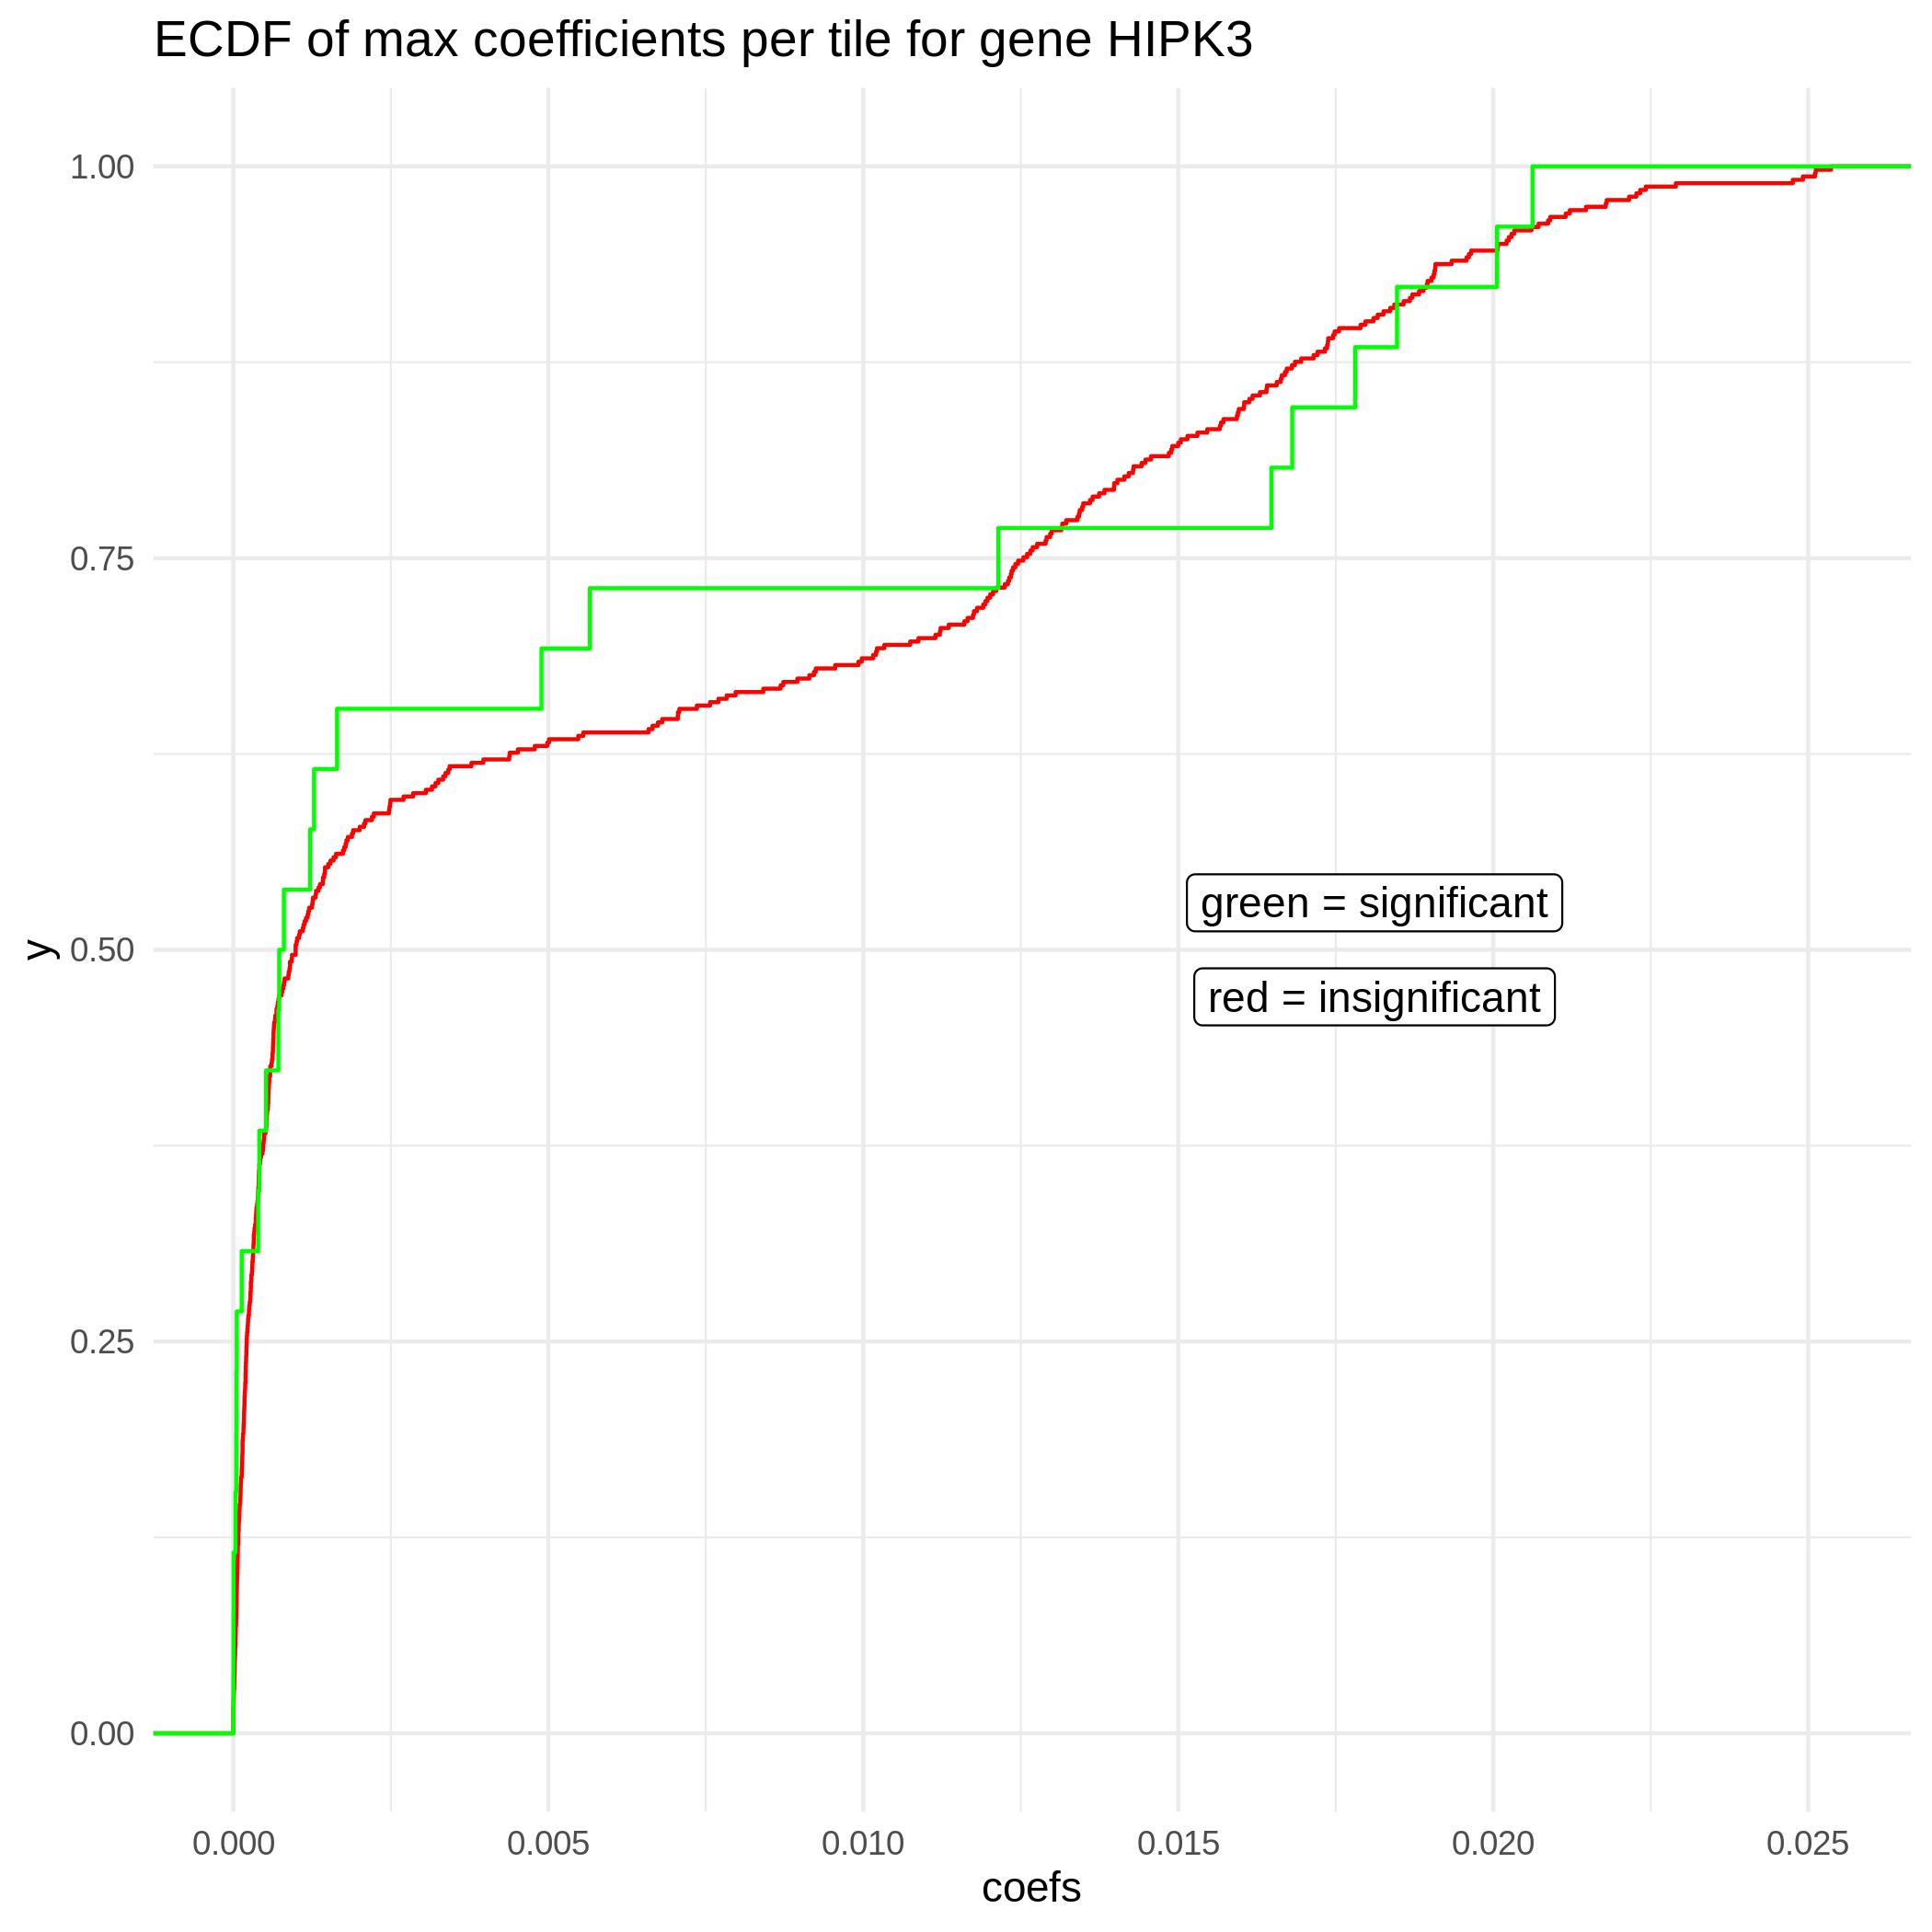 ECDF of max coefficients per tile for gene HIPK3
1.00
0.75
0.50
0.25
0.00
y
green = significant
red = insignificant
0.000 0.005 0.010 0.015 0.020 0.025
coefs